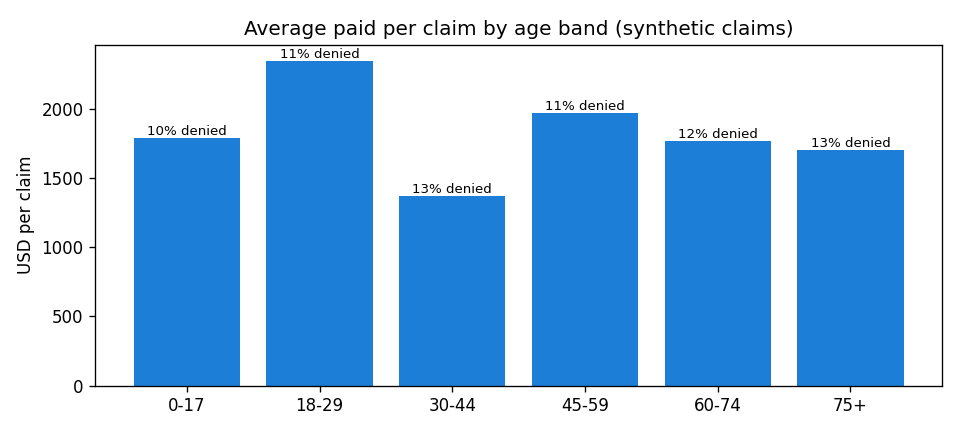 Average paid per claim by age band (synthetic claims)
USD per claim
2000
1500
1000
500
0
10% denied
11% denied
13% denied
11% denied
12% denied
13% denied
0-17
18-29
30-44
45-59
60-74
75+